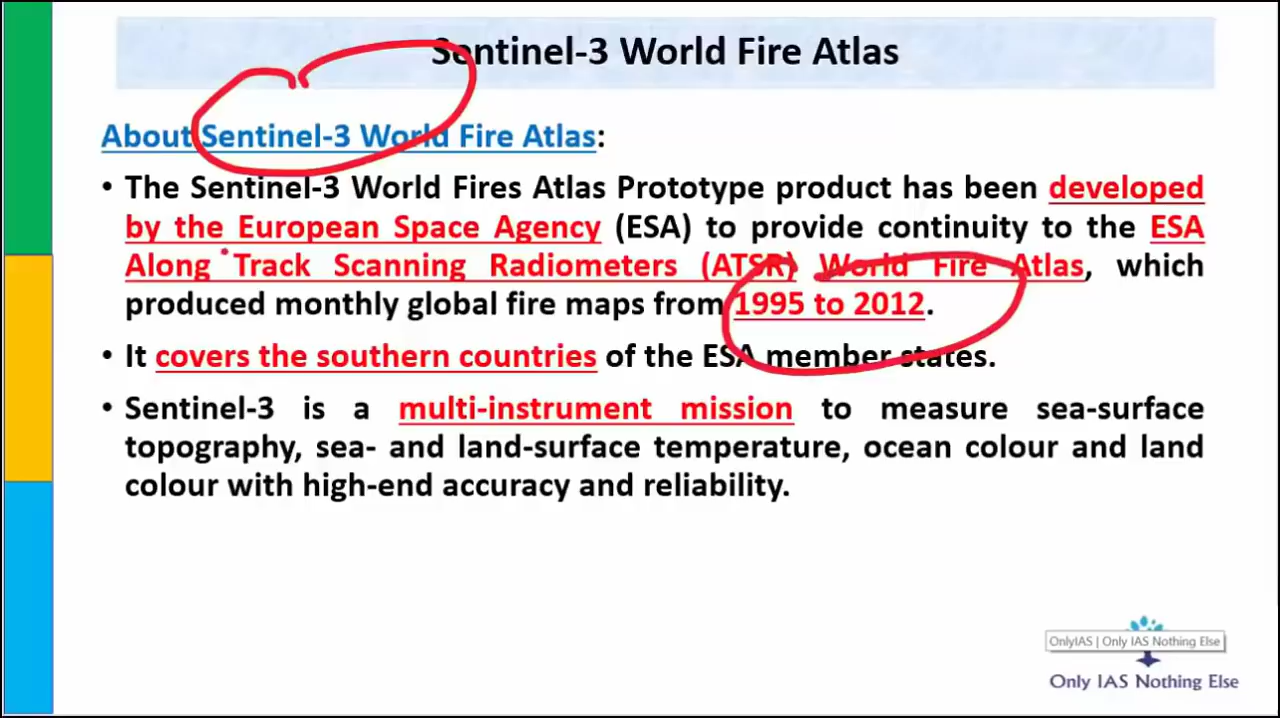 Sentinel-3 World Fire Atlas
About Sentinel-3 World Fire Atlas:
• The Sentinel-3 World Fires Atlas Prototype product has been developed
by the European Space Agency (ESA) to provide continuity to the ESA
Along Track Scanning Radiometers (ATSR) World Fire Atlas, which
produced monthly global fire maps from 1995 to 2012.
• It covers the southern countries of the ESA member states.
• Sentinel-3 is a multi-instrument mission to measure sea-surface
topography, sea- and land-surface temperature, ocean colour and land
colour with high-end accuracy and reliability.
OnlyIAS | Only IAS Nothing Else
Only IAS Nothing Else